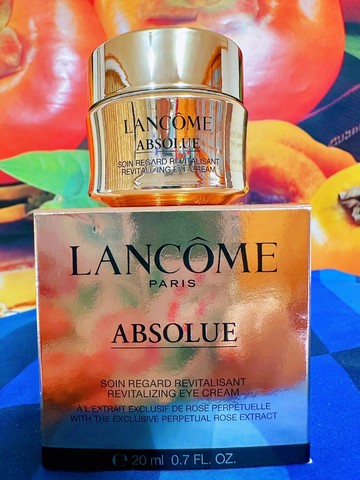 LANCÔME
ABSOLUE
SOIN REGARD REVITALISANT
REVITALIZING EYE CREAM
LANCÔME
PARIS
ABSOLUE
SOIN REGARD REVITALISANT
REVITALIZING EYE CREAM
À L'EXTRAIT EXCLUSIF DE ROSE PERPÉTUELLE
WITH THE EXCLUSIVE PERPETUAL ROSE EXTRACT
℮ 20 ml 0.7 FL. OZ.